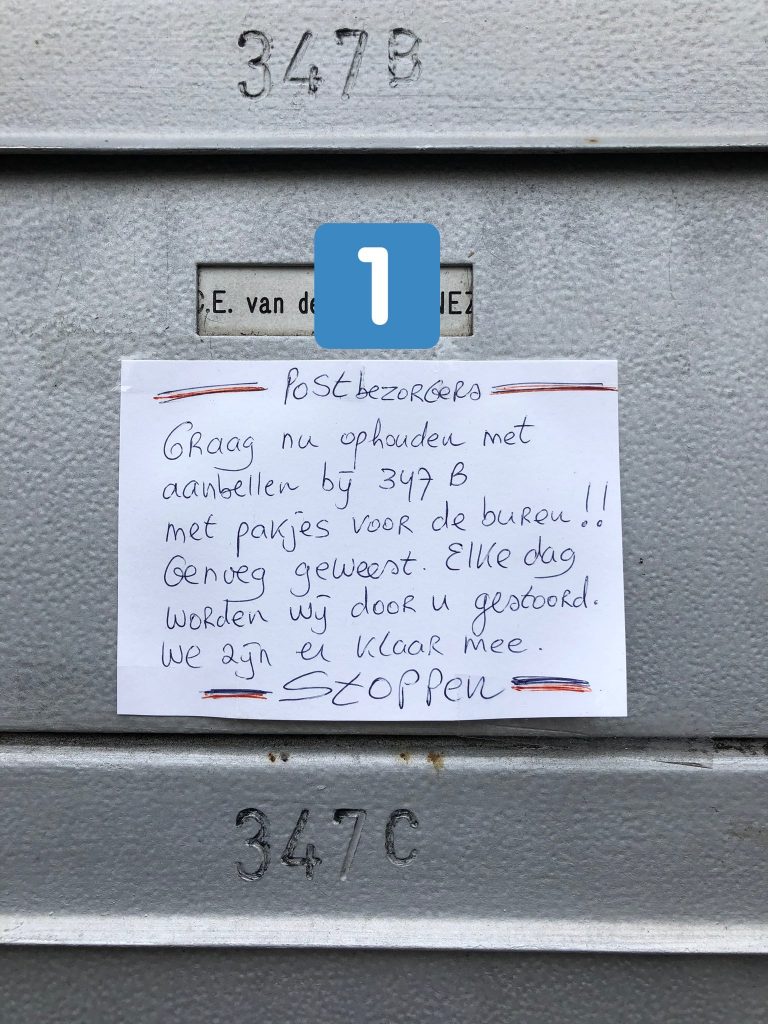 347B
C.E. van de
1
NEZ
POStbezORGERS
GRaag nu ophouden met
aanbellen bij 347 B
met pakjes voor de buren!!
Genoeg geweest. Elke dag
worden wij door u gestoord.
We zijn er klaar mee.
StOPPen
347C